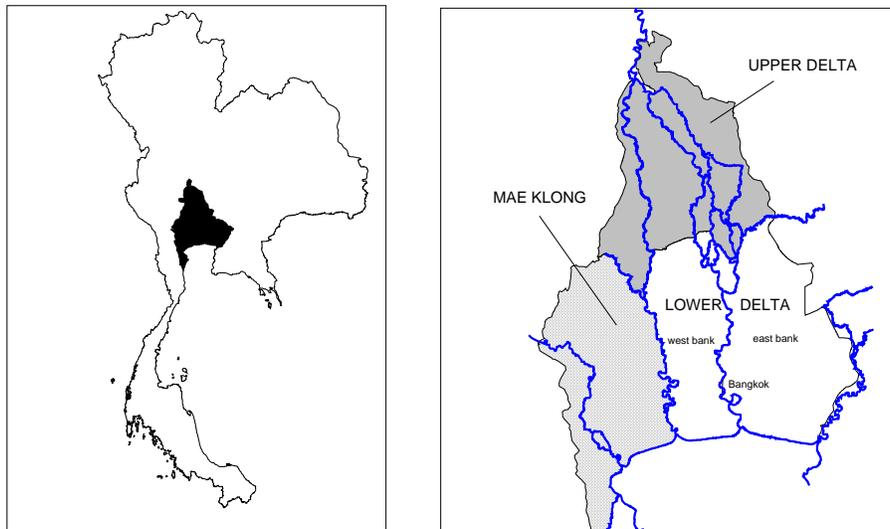 UPPER DELTA
MAE KLONG
LOWER DELTA
west bank
east bank
Bangkok